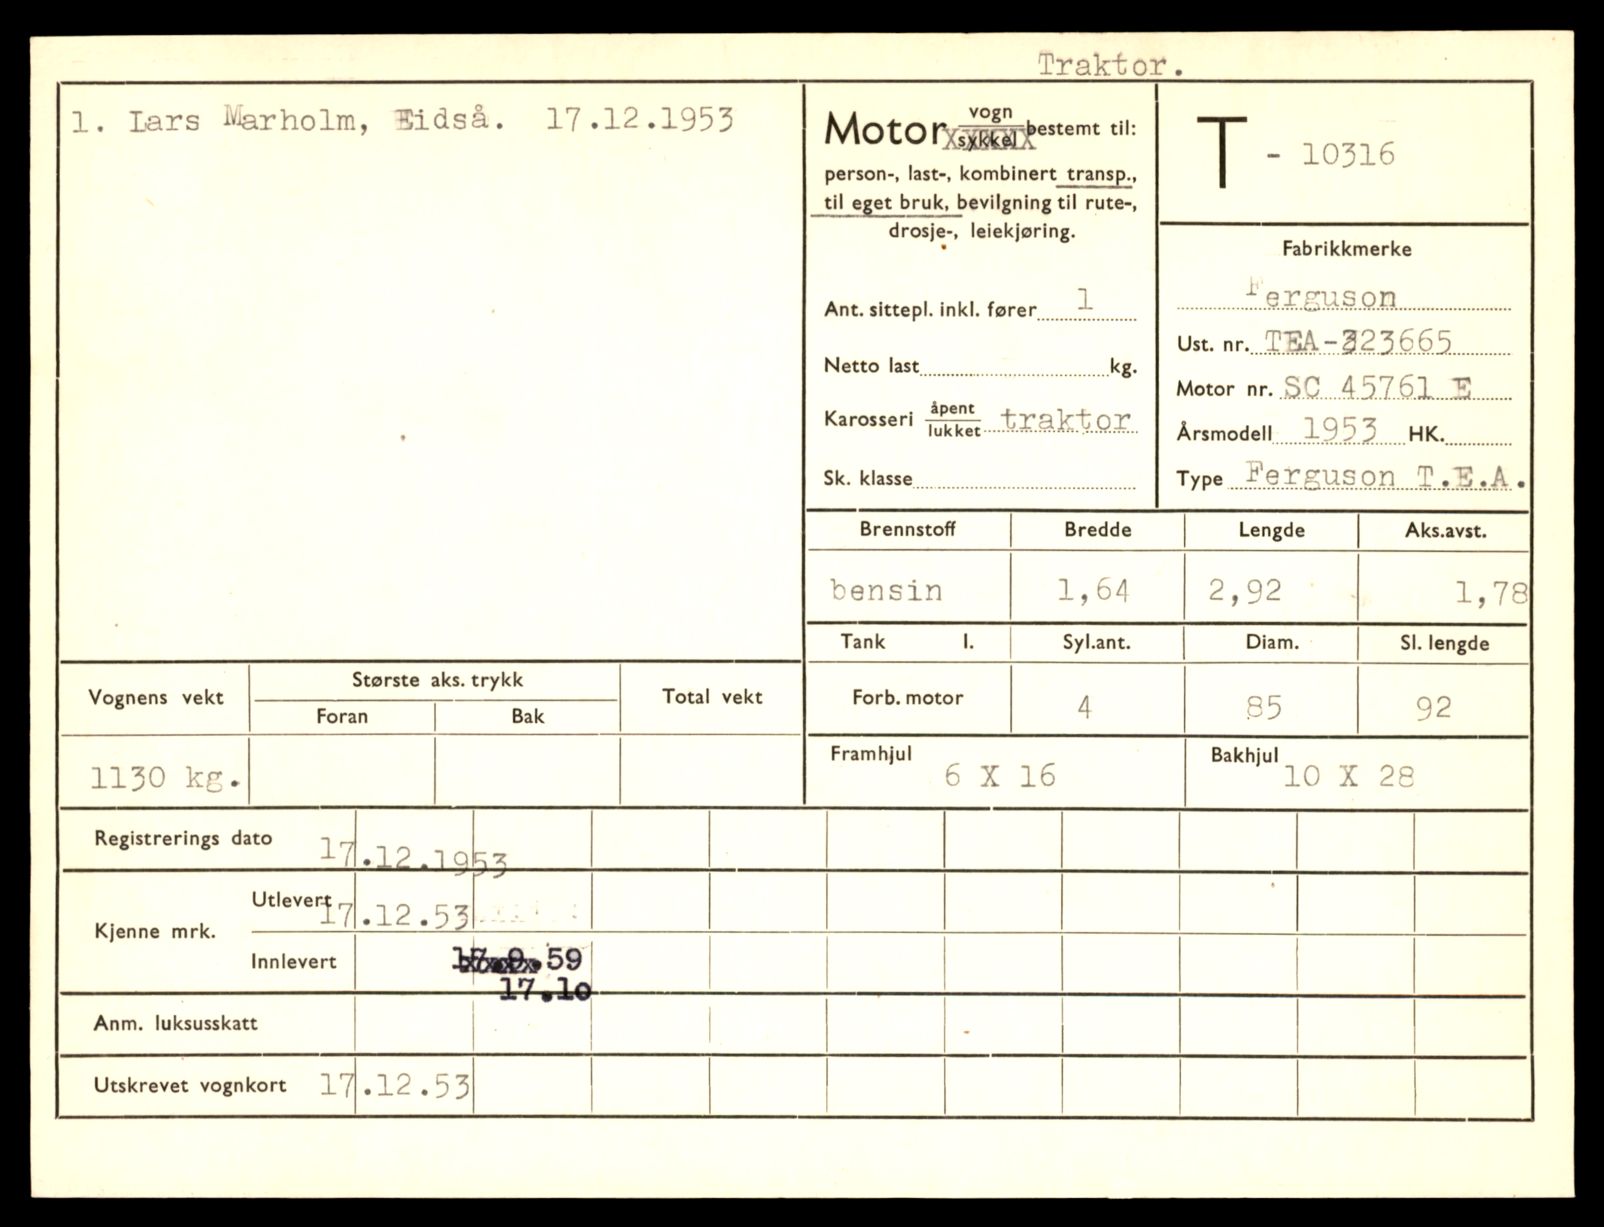 Traktor.
1. Lars Marholm, Eidså. 17.12.1953
Motor vogn sykkel bestemt til:
person-, last-, kombinert transp.,
til eget bruk, bevilgning til rute-,
drosje-, leiekjøring.
Ant. sittepl. inkl. fører 1
Netto last kg.
Karosseri åpent lukket traktor
Sk. klasse
T - 10316
Fabrikkmerke
Ferguson
Ust. nr. TEA-323665
Motor nr. SC 45761 E
Årsmodell 1953 HK.
Type Ferguson T.E.A.
Brennstoff Bredde Lengde Aks.avst.
bensin 1,64 2,92 1,78
Tank l. Syl.ant. Diam. Sl. lengde
Forb. motor 4 85 92
Framhjul 6 X 16 Bakhjul 10 X 28
Vognens vekt Største aks. trykk Total vekt
Foran Bak
1130 kg.
Registrerings dato 17.12.1953
Kjenne mrk. Utlevert 17.12.53
Innlevert .59
17.10
Anm. luksusskatt
Utskrevet vognkort 17.12.53